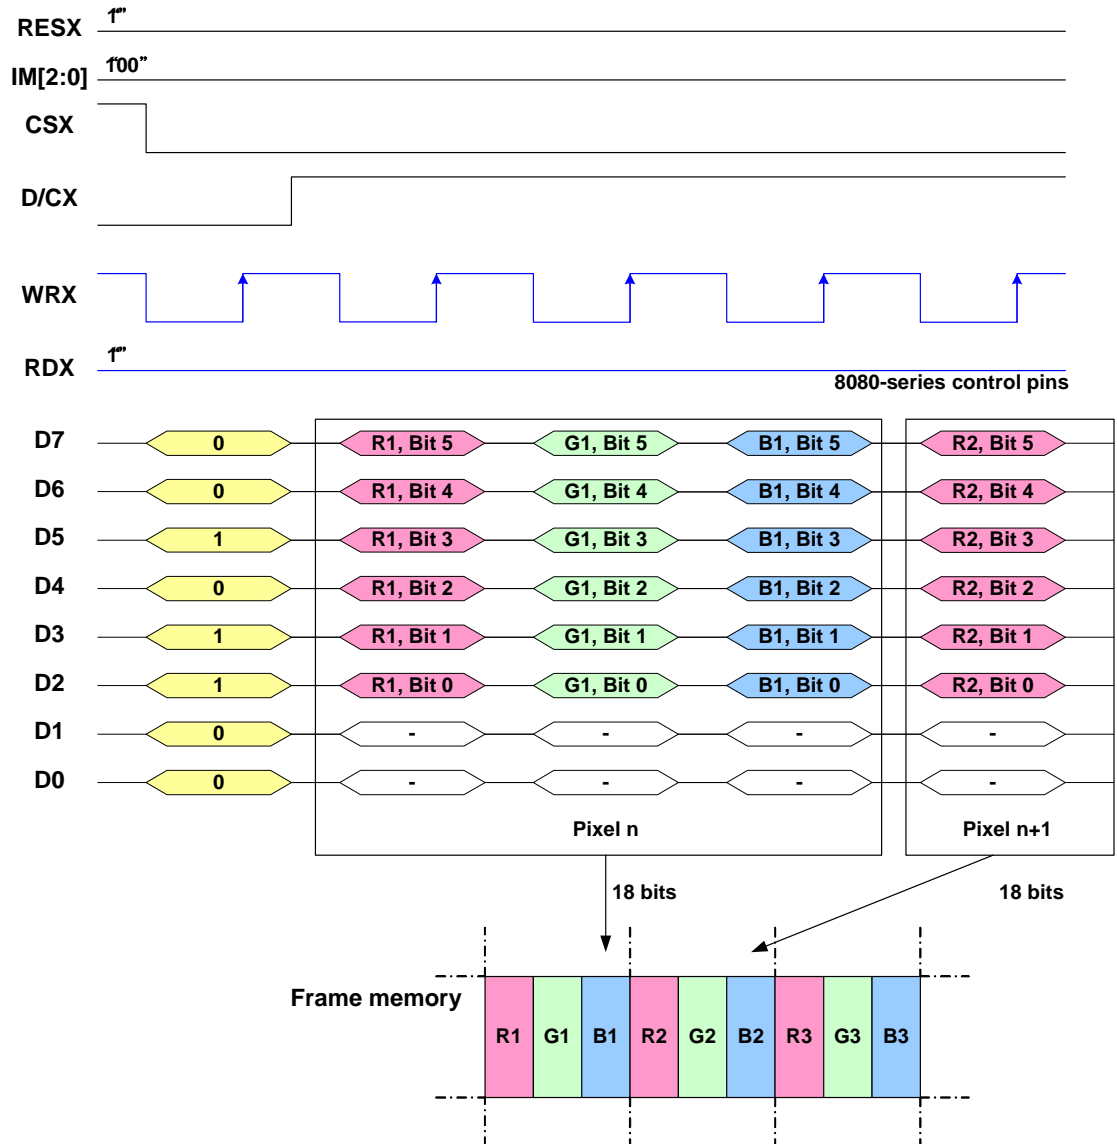 RESX 1"
IM[2:0] 100"
CSX
D/CX
WRX
RDX 1"
8080-series control pins
D7 0 R1, Bit 5 G1, Bit 5 B1, Bit 5 R2, Bit 5
D6 0 R1, Bit 4 G1, Bit 4 B1, Bit 4 R2, Bit 4
D5 1 R1, Bit 3 G1, Bit 3 B1, Bit 3 R2, Bit 3
D4 0 R1, Bit 2 G1, Bit 2 B1, Bit 2 R2, Bit 2
D3 1 R1, Bit 1 G1, Bit 1 B1, Bit 1 R2, Bit 1
D2 1 R1, Bit 0 G1, Bit 0 B1, Bit 0 R2, Bit 0
D1 0 - - - -
D0 0 - - - -
Pixel n Pixel n+1
18 bits 18 bits
Frame memory
R1 G1 B1 R2 G2 B2 R3 G3 B3